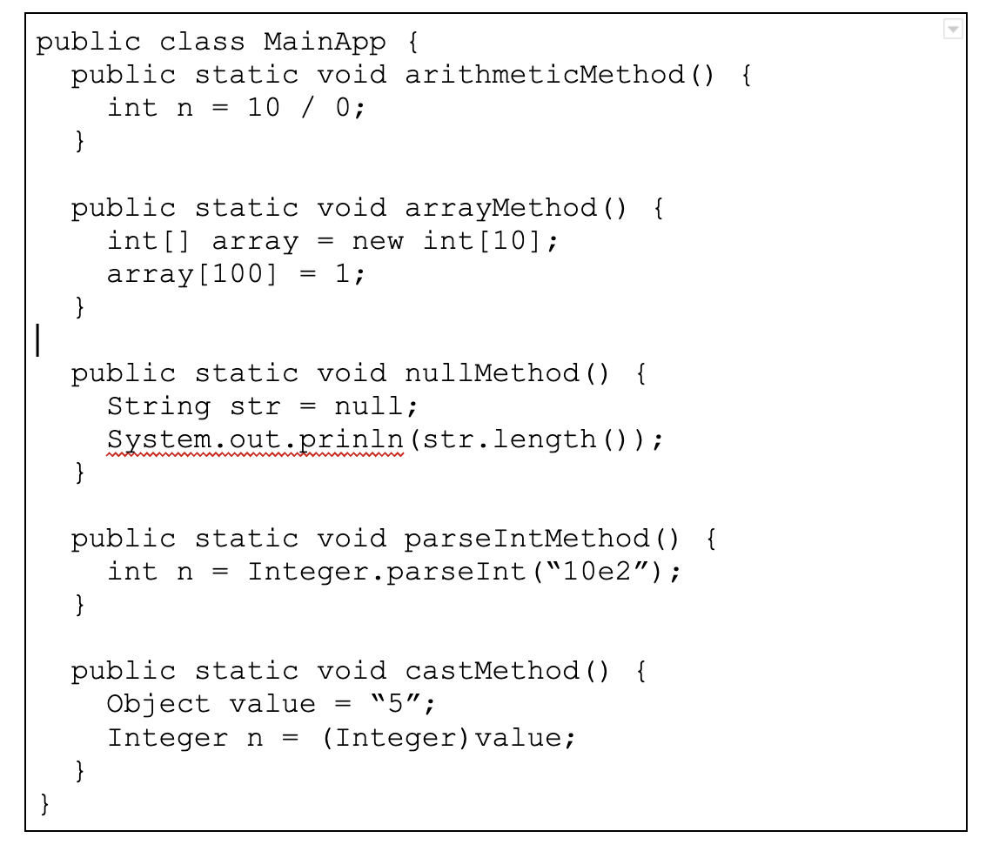 public class MainApp {
  public static void arithmeticMethod() {
    int n = 10 / 0;
  }

  public static void arrayMethod() {
    int[] array = new int[10];
    array[100] = 1;
  }

  public static void nullMethod() {
    String str = null;
    System.out.prinln(str.length());
  }

  public static void parseIntMethod() {
    int n = Integer.parseInt(“10e2”);
  }

  public static void castMethod() {
    Object value = “5”;
    Integer n = (Integer)value;
  }
}